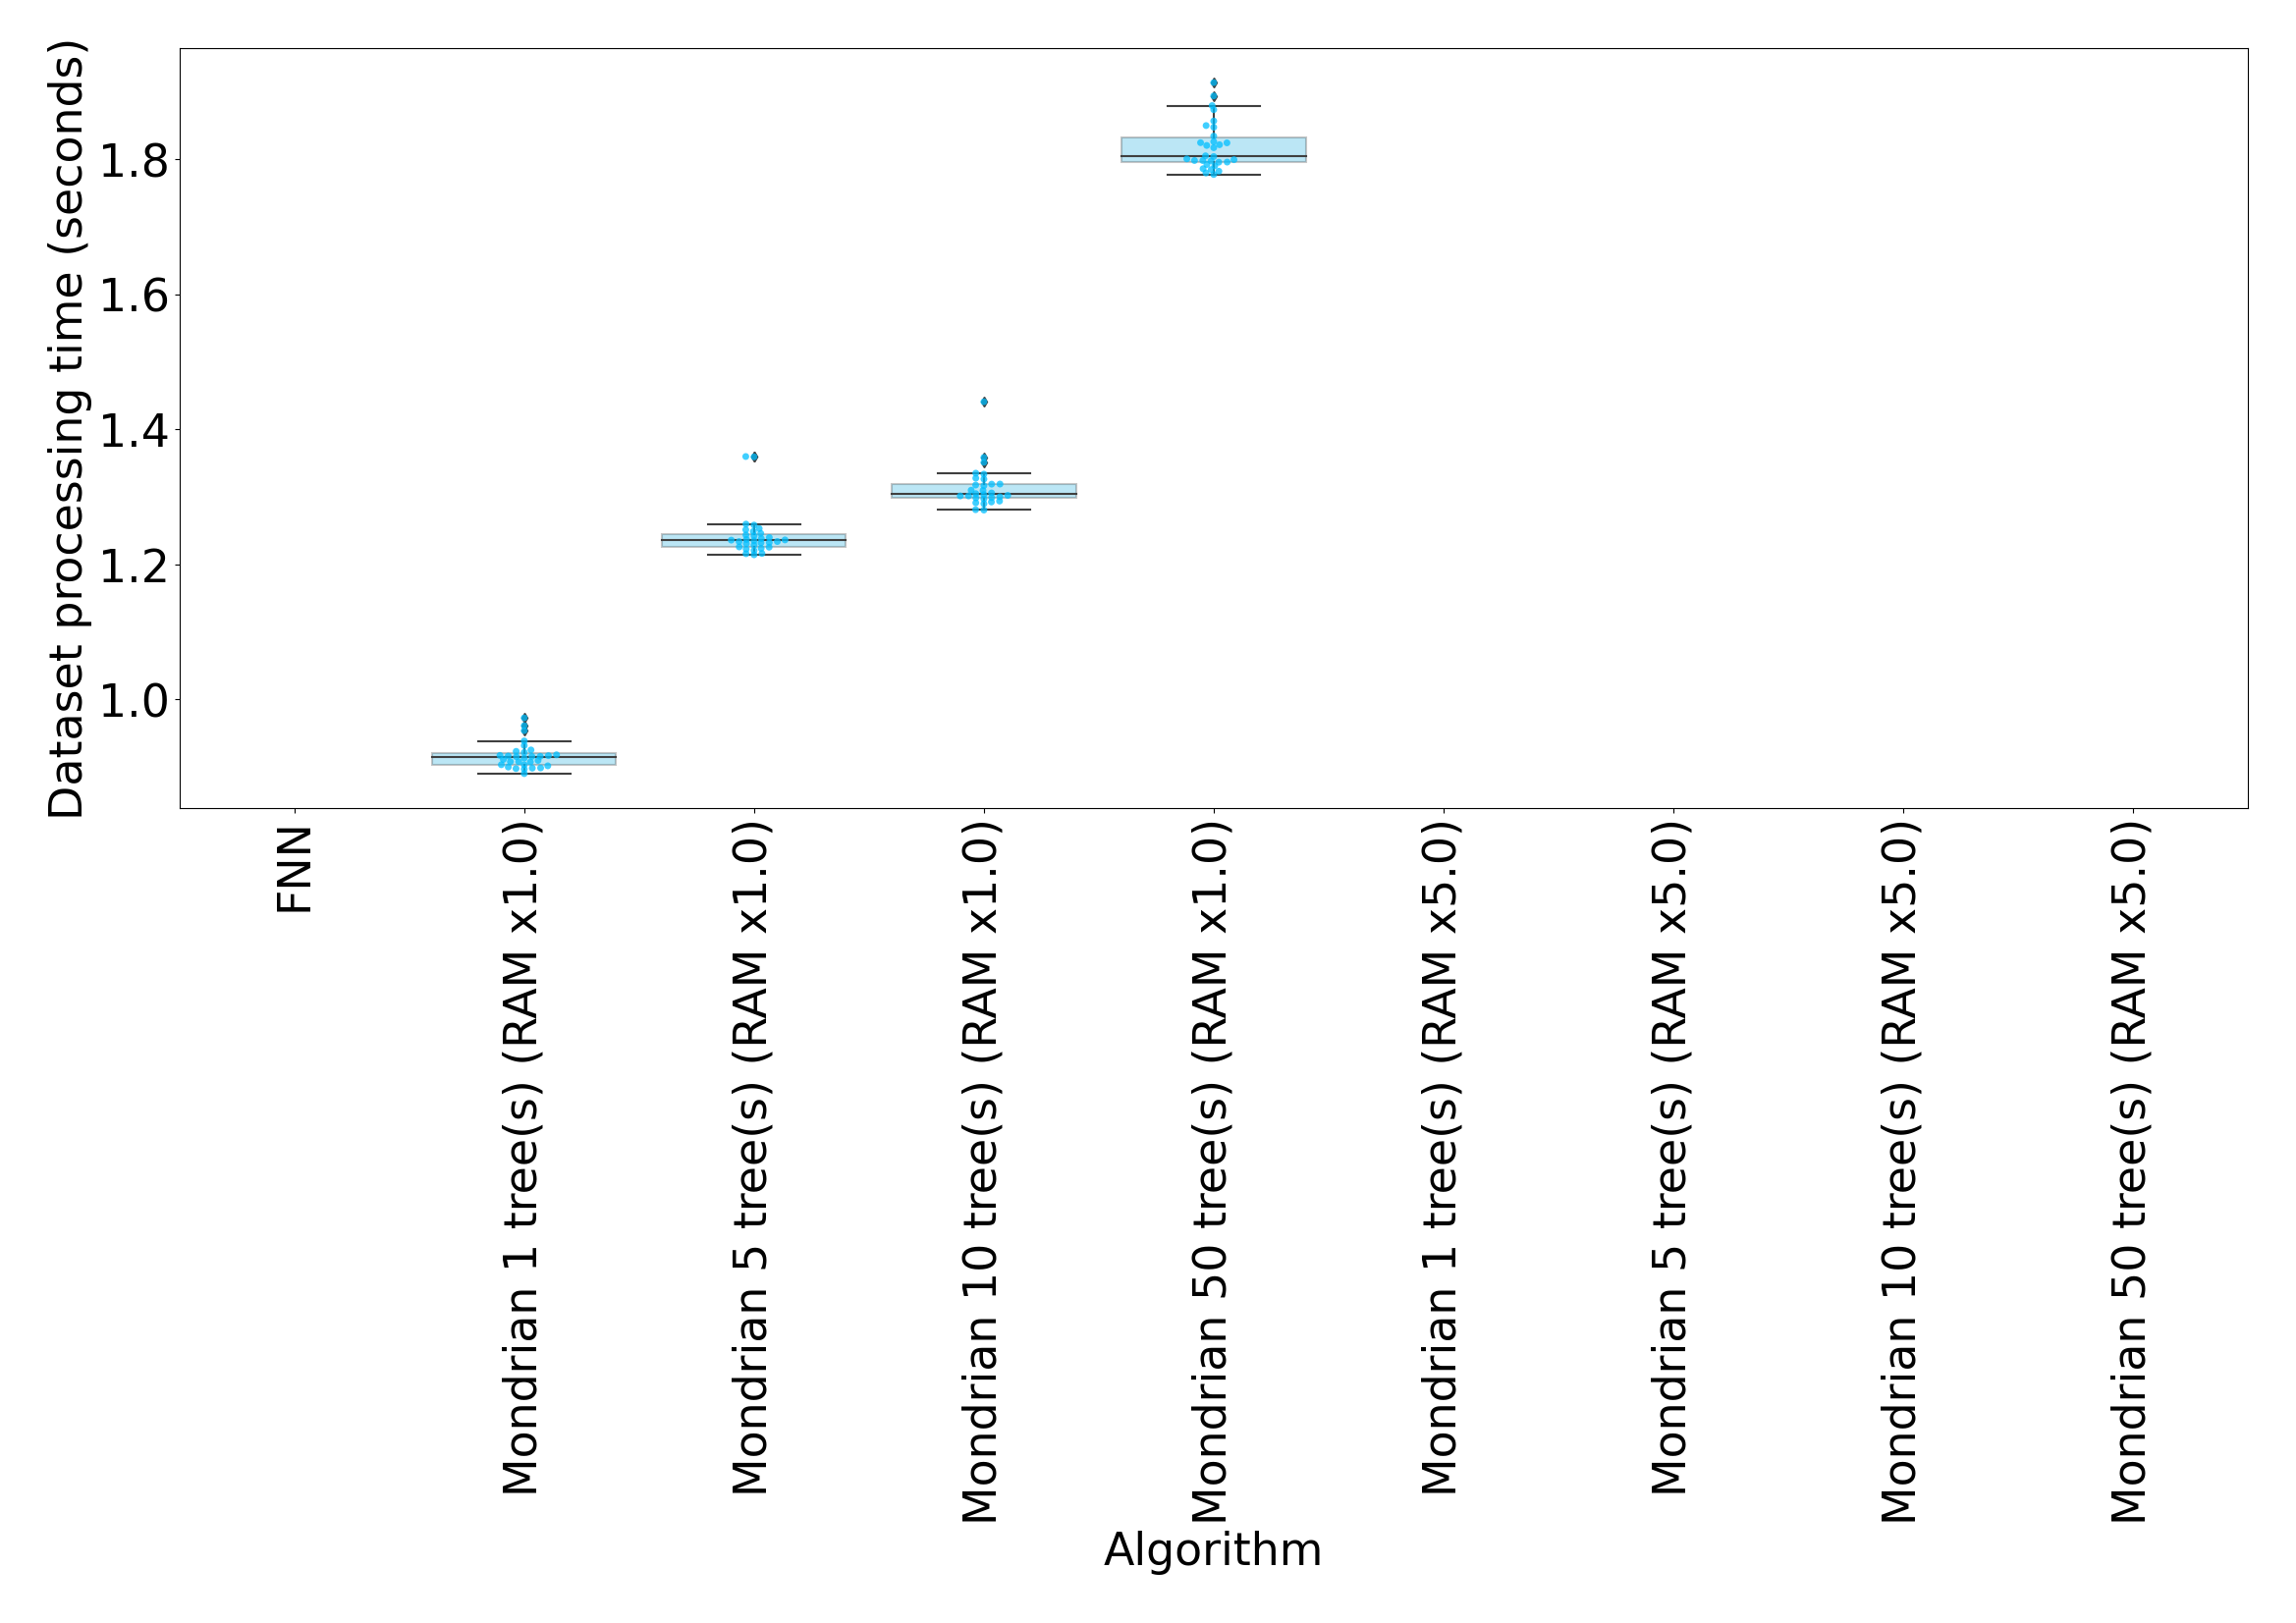 Dataset processing time (seconds)
1.8
1.6
1.4
1.2
1.0
FNN
Mondrian 1 tree(s) (RAM x1.0)
Mondrian 5 tree(s) (RAM x1.0)
Mondrian 10 tree(s) (RAM x1.0)
Mondrian 50 tree(s) (RAM x1.0)
Mondrian 1 tree(s) (RAM x5.0)
Mondrian 5 tree(s) (RAM x5.0)
Mondrian 10 tree(s) (RAM x5.0)
Mondrian 50 tree(s) (RAM x5.0)
Algorithm